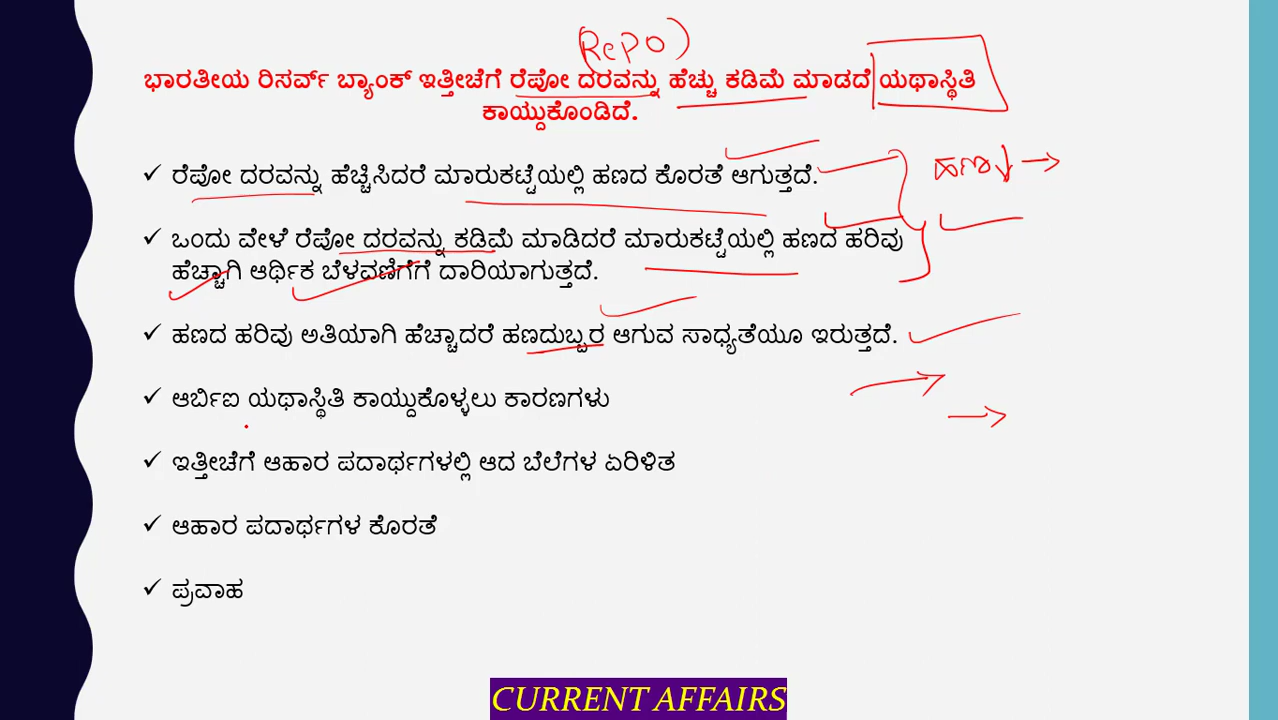 (RePO)
ಭಾರತೀಯ ರಿಸರ್ವ್ ಬ್ಯಾಂಕ್ ಇತ್ತೀಚೆಗೆ ರೆಪೋ ದರವನ್ನು ಹೆಚ್ಚು ಕಡಿಮೆ ಮಾಡದೆ ಯಥಾಸ್ಥಿತಿ
ಕಾಯ್ದುಕೊಂಡಿದೆ.
✓ ರೆಪೋ ದರವನ್ನು ಹೆಚ್ಚಿಸಿದರೆ ಮಾರುಕಟ್ಟೆಯಲ್ಲಿ ಹಣದ ಕೊರತೆ ಆಗುತ್ತದೆ.
ಹಣ↓ →
✓ ಒಂದು ವೇಳೆ ರೆಪೋ ದರವನ್ನು ಕಡಿಮೆ ಮಾಡಿದರೆ ಮಾರುಕಟ್ಟೆಯಲ್ಲಿ ಹಣದ ಹರಿವು
ಹೆಚ್ಚಾಗಿ ಆರ್ಥಿಕ ಬೆಳವಣಿಗೆಗೆ ದಾರಿಯಾಗುತ್ತದೆ.
✓ ಹಣದ ಹರಿವು ಅತಿಯಾಗಿ ಹೆಚ್ಚಾದರೆ ಹಣದುಬ್ಬರ ಆಗುವ ಸಾಧ್ಯತೆಯೂ ಇರುತ್ತದೆ.
✓ ಆರ್ಬಿಐ ಯಥಾಸ್ಥಿತಿ ಕಾಯ್ದುಕೊಳ್ಳಲು ಕಾರಣಗಳು
✓ ಇತ್ತೀಚೆಗೆ ಆಹಾರ ಪದಾರ್ಥಗಳಲ್ಲಿ ಆದ ಬೆಲೆಗಳ ಏರಿಳಿತ
✓ ಆಹಾರ ಪದಾರ್ಥಗಳ ಕೊರತೆ
✓ ಪ್ರವಾಹ
CURRENT AFFAIRS